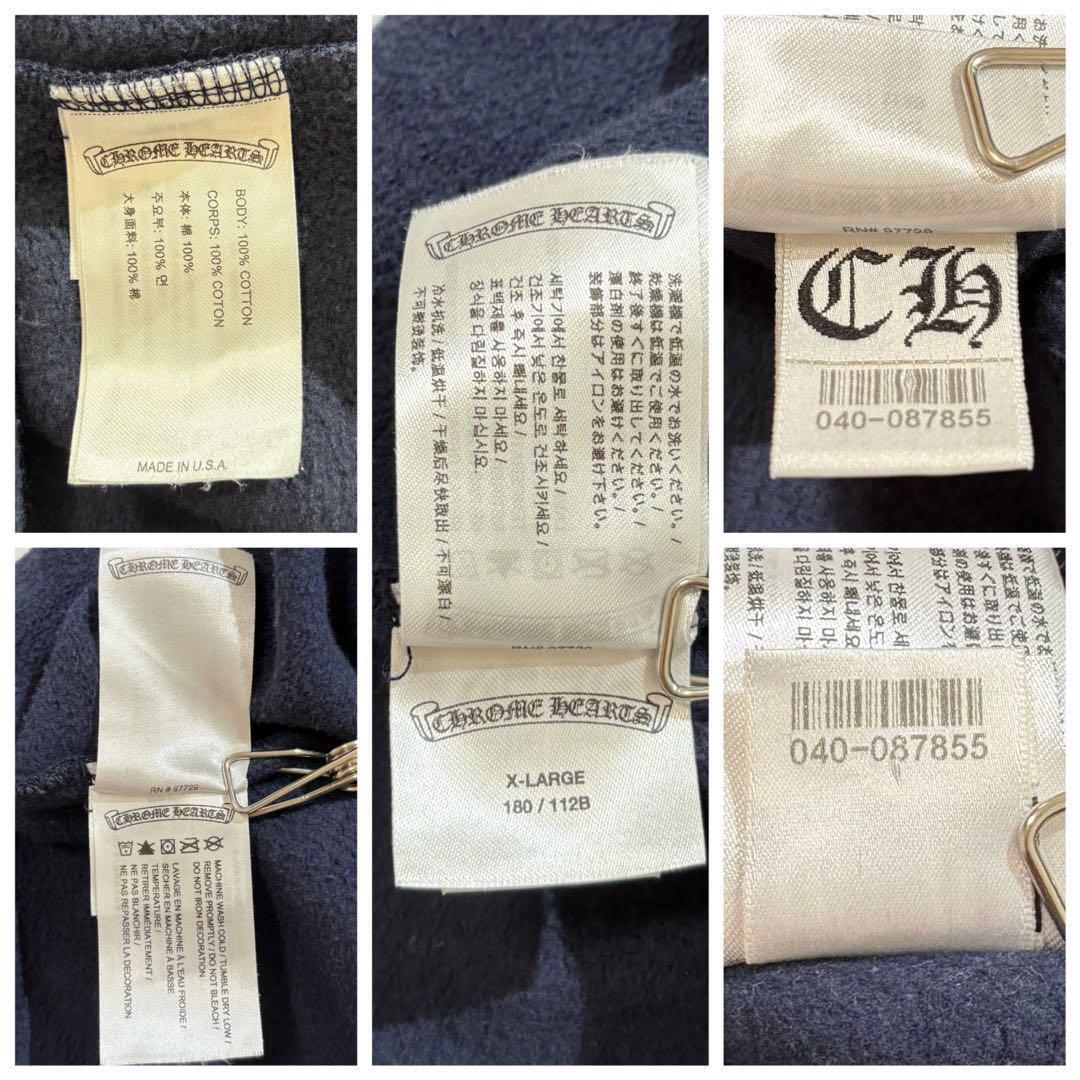 CHROME HEARTS
BODY: 100% COTTON
CORPS: 100% COTON
本体: 棉 100%
주요부: 100% 면
大身面料: 100% 棉
MADE IN U.S.A.
CHROME HEARTS
洗濯機で低温の水でお洗いください。/
乾燥機は低温でご使用ください。/
終了後すぐに取り出してください。/
漂白剤の使用はお避けください。/
装飾部分はアイロンをお避け下さい。
세탁기에서 찬물로 세탁하세요 /
건조기에서 낮은 온도로 건조시키세요 /
건조 후 즉시 빼내세요 /
표백제를 사용하지 마세요 /
장식을 다림질하지 마십시요.
冷水机洗 / 低温烘干 / 干燥后尽快取出 / 不可漂白 /
不可熨烫装饰。
RN# 97729
CHROME HEARTS
X-LARGE
180 / 112B
RN# 97729
CH
040-087855
CHROME HEARTS
RN # 97729
CHROME HEARTS
MACHINE WASH COLD / TUMBLE DRY LOW /
REMOVE PROMPTLY / DO NOT BLEACH /
DO NOT IRON DECORATION
LAVAGE EN MACHINE À L'EAU FROIDE /
SECHER EN MACHINE À BASSE
TEMPERATURE /
RETIRER IMMÉDIATEMENT /
NE PAS BLANCHIR /
NE PAS REPASSER LA DECORATION
040-087855